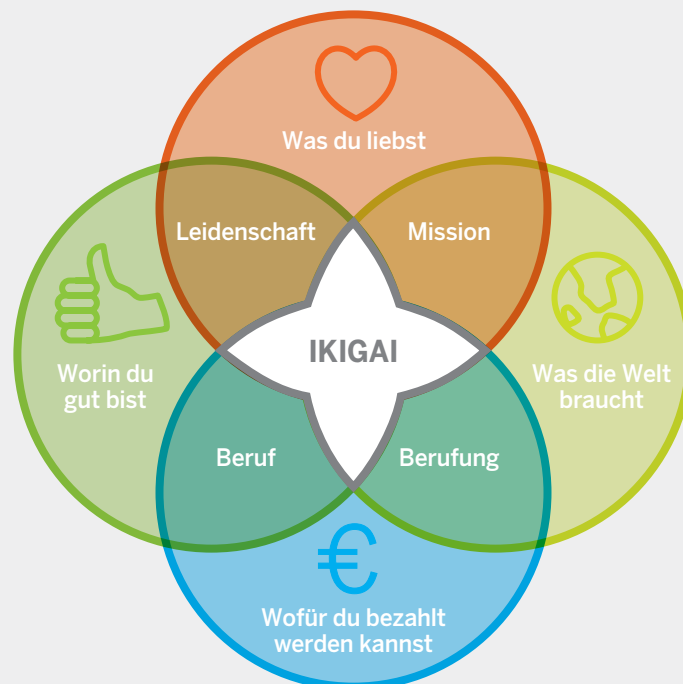 Was du liebst
Leidenschaft
Mission
IKIGAI
Worin du
gut bist
Was die Welt
braucht
Beruf
Berufung
€
Wofür du bezahlt
werden kannst